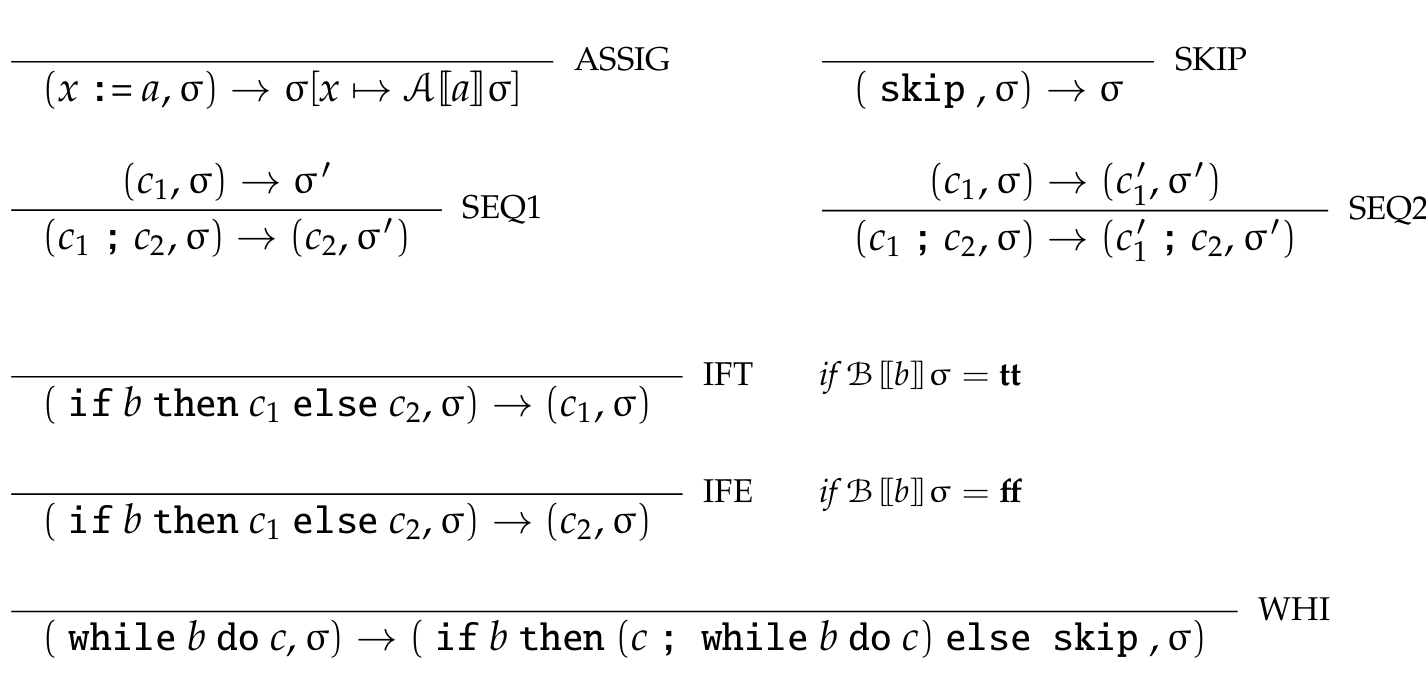 (x := a, σ) → σ[x ↦ 𝒜⟦a⟧σ] ASSIG
( skip , σ) → σ SKIP
(c₁, σ) → σ′
(c₁ ; c₂, σ) → (c₂, σ′) SEQ1
(c₁, σ) → (c₁′, σ′)
(c₁ ; c₂, σ) → (c₁′ ; c₂, σ′) SEQ2
( if b then c₁ else c₂, σ) → (c₁, σ) IFT if ℬ⟦b⟧σ = tt
( if b then c₁ else c₂, σ) → (c₂, σ) IFE if ℬ⟦b⟧σ = ff
( while b do c, σ) → ( if b then (c ; while b do c) else skip , σ) WHI